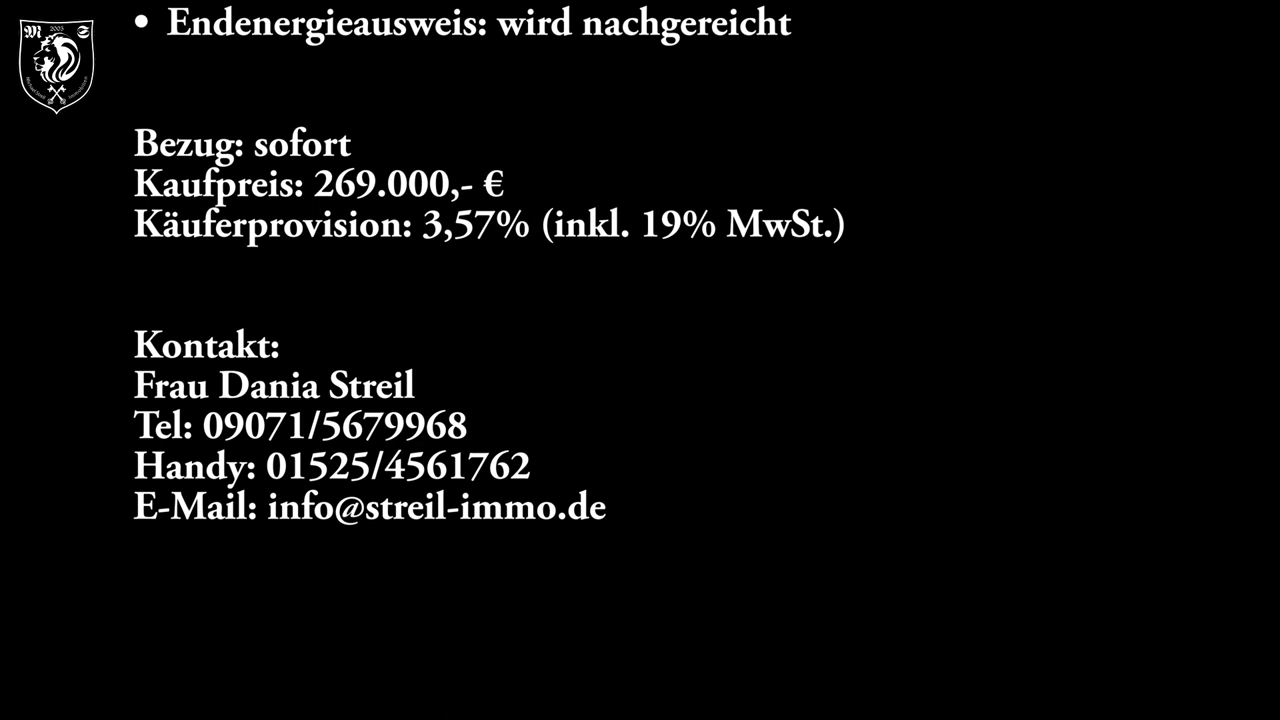 M 2005 S
• Endenergieausweis: wird nachgereicht
Bezug: sofort
Kaufpreis: 269.000,- €
Käuferprovision: 3,57% (inkl. 19% MwSt.)
Kontakt:
Frau Dania Streil
Tel: 09071/5679968
Handy: 01525/4561762
E-Mail: info@streil-immo.de